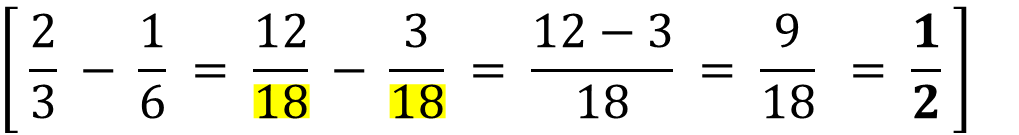 [2/3 − 1/6 = 12/18 − 3/18 = 12 − 3/18 = 9/18 = 1/2]